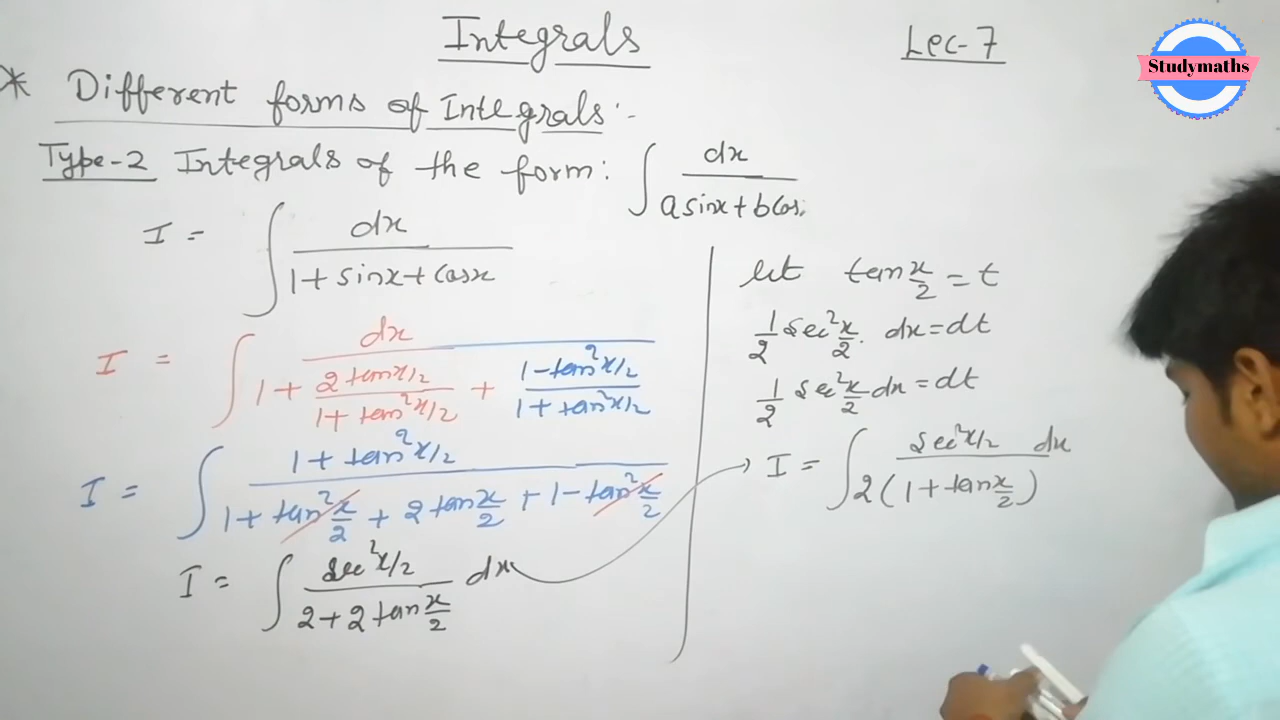 Integrals
Lec-7
Studymaths
* Different forms of Integrals :-
Type-2 Integrals of the form: ∫ dx / (a sinx + b cos
I = ∫ dx / (1 + sinx + cosx)
I = ∫ dx / (1 + (2 tan x/2)/(1 + tan² x/2) + (1 - tan² x/2)/(1 + tan² x/2))
I = ∫ (1 + tan² x/2) / (1 + tan² x/2 + 2 tan x/2 + 1 - tan² x/2)
I = ∫ (sec² x/2) / (2 + 2 tan x/2) dx
let tan x/2 = t
1/2 sec² x/2 . dx = dt
1/2 sec² x/2 dx = dt
I = ∫ (sec² x/2 dx) / (2(1 + tan x/2))